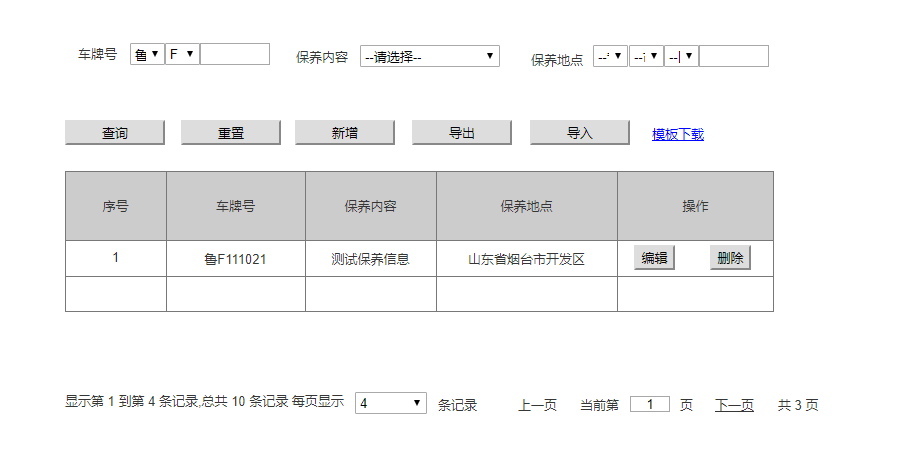 车牌号 鲁 F 保养内容 --请选择-- 保养地点
查询 重置 新增 导出 导入 模板下载
序号 车牌号 保养内容 保养地点 操作
1 鲁F111021 测试保养信息 山东省烟台市开发区 编辑 删除
显示第 1 到第 4 条记录,总共 10 条记录 每页显示 4 条记录 上一页 当前第 1 页 下一页 共 3 页